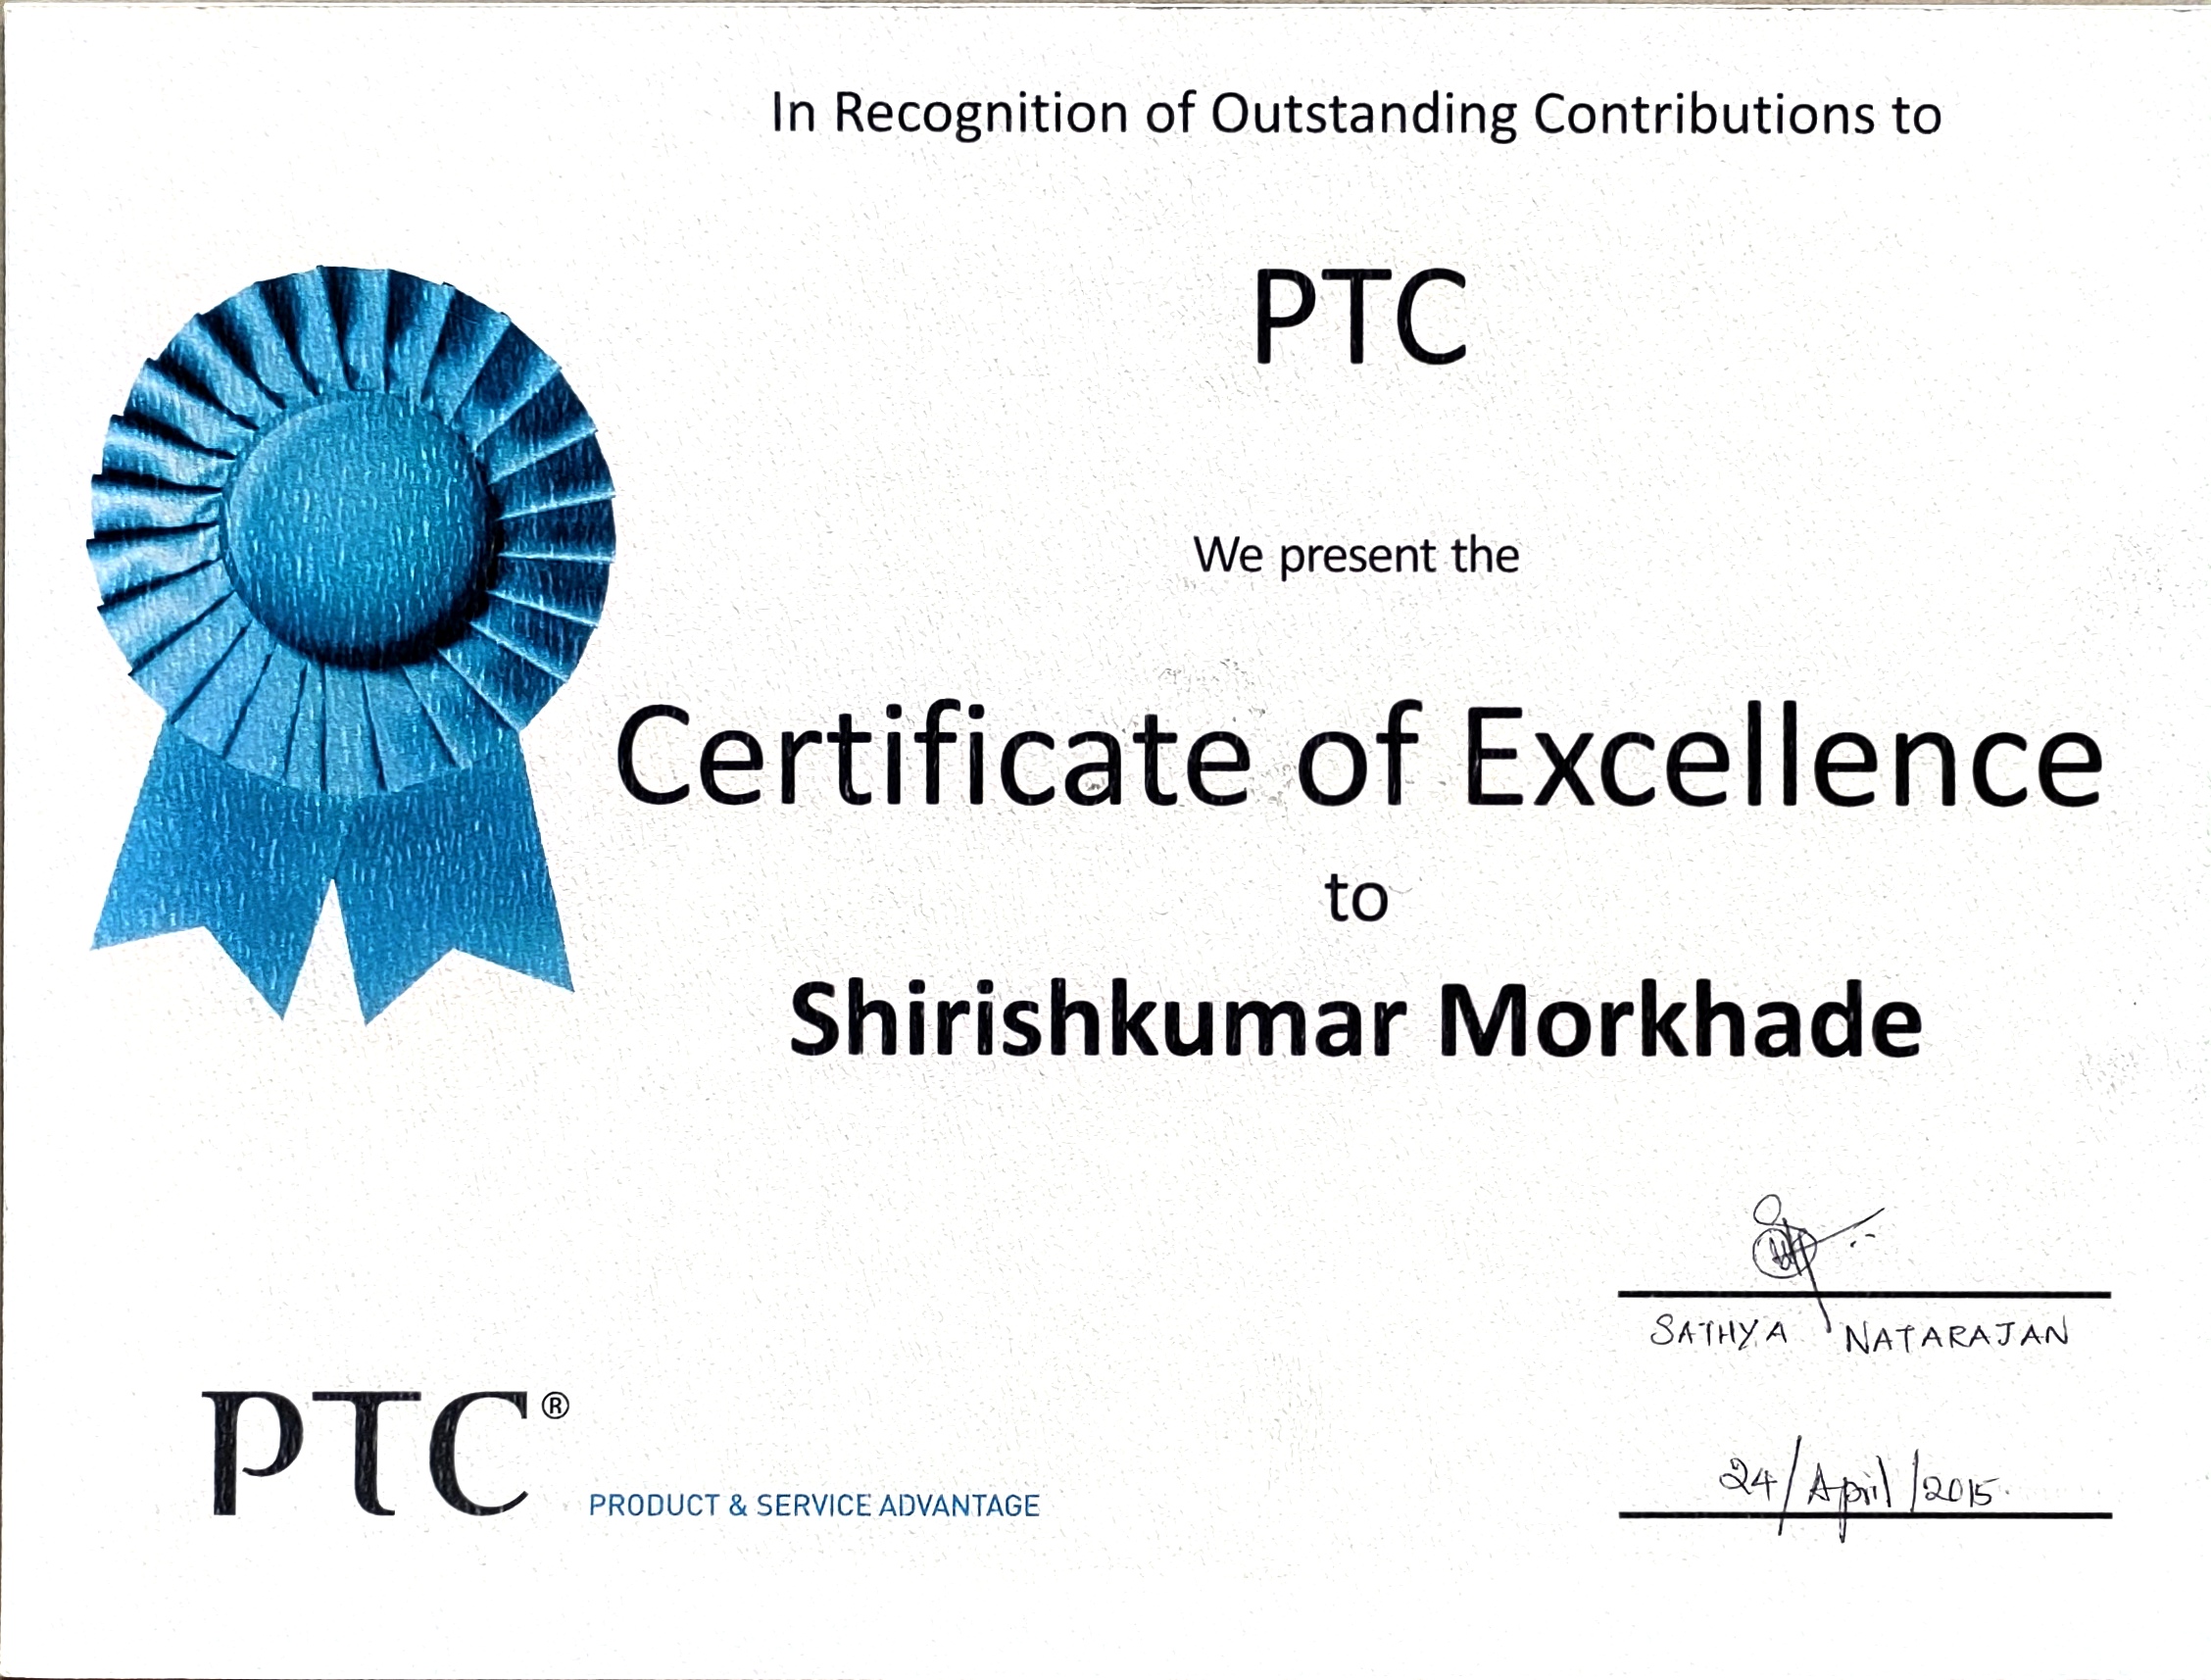 In Recognition of Outstanding Contributions to
PTC
We present the
Certificate of Excellence
to
Shirishkumar Morkhade
SATHYA NATARAJAN
PTC®
PRODUCT & SERVICE ADVANTAGE
24/April/2015